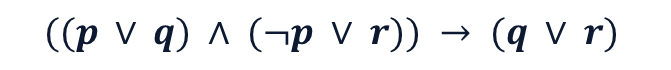 ((p ∨ q) ∧ (¬p ∨ r)) → (q ∨ r)